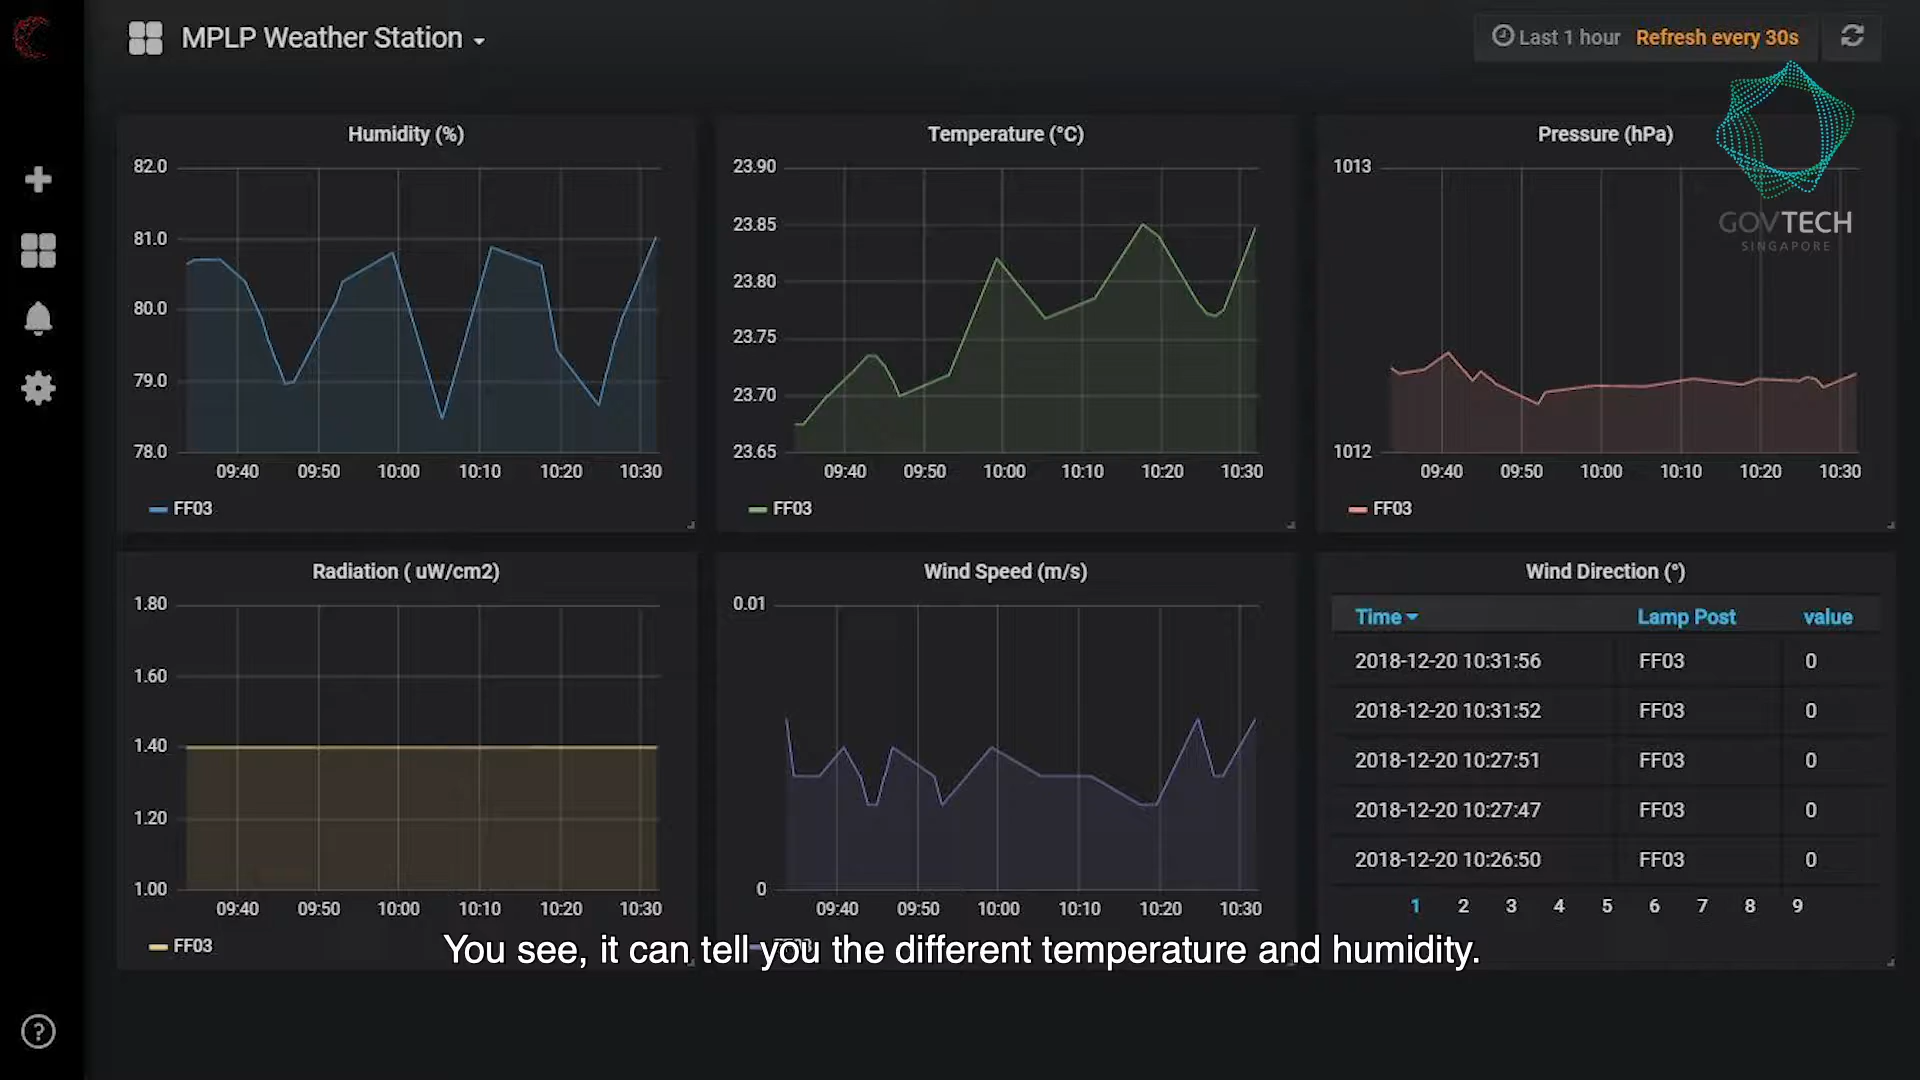 MPLP Weather Station
Last 1 hour Refresh every 30s
GOVTECH
SINGAPORE
Humidity (%)
82.0
81.0
80.0
79.0
78.0
09:40 09:50 10:00 10:10 10:20 10:30
FF03
Temperature (°C)
23.90
23.85
23.80
23.75
23.70
23.65
09:40 09:50 10:00 10:10 10:20 10:30
FF03
Pressure (hPa)
1013
1012
09:40 09:50 10:00 10:10 10:20 10:30
FF03
Radiation ( uW/cm2)
1.80
1.60
1.40
1.20
1.00
09:40 09:50 10:00 10:10 10:20 10:30
FF03
Wind Speed (m/s)
0.01
0
09:40 09:50 10:00 10:10 10:20 10:30
Wind Direction (°)
Time Lamp Post value
2018-12-20 10:31:56 FF03 0
2018-12-20 10:31:52 FF03 0
2018-12-20 10:27:51 FF03 0
2018-12-20 10:27:47 FF03 0
2018-12-20 10:26:50 FF03 0
1 2 3 4 5 6 7 8 9
You see, it can tell you the different temperature and humidity.
?